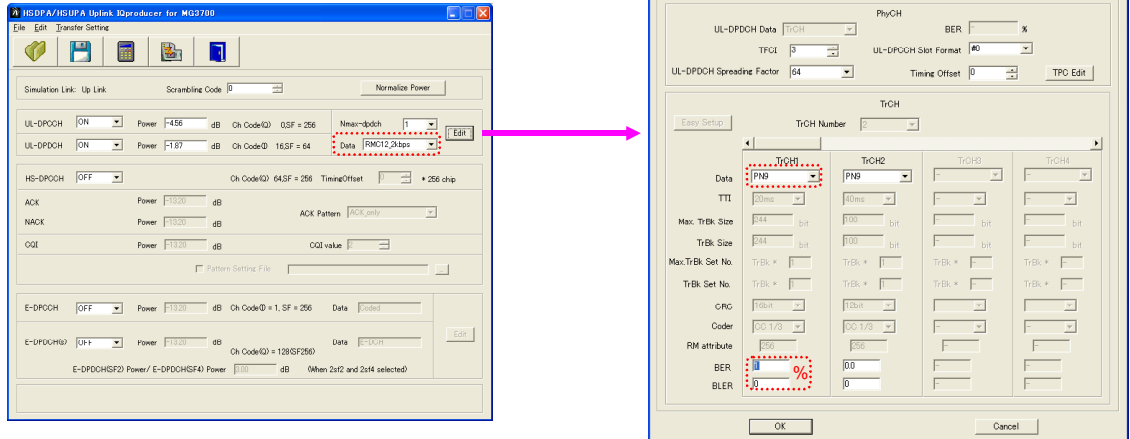 HSDPA/HSUPA Uplink IQproducer for MG3700
File Edit Transfer Setting
Simulation Link: Up Link Scrambling Code 0 Normalize Power
UL-DPCCH ON Power -4.56 dB Ch Code(Q) 0,SF = 256 Nmax-dpdch 1 Edit
UL-DPDCH ON Power -1.87 dB Ch Code(I) 16,SF = 64 Data RMC12_2kbps
HS-DPCCH OFF Ch Code(Q) 64,SF = 256 TimingOffset 0 * 256 chip
ACK Power -13.20 dB ACK Pattern ACK_only
NACK Power -13.20 dB
CQI Power -13.20 dB CQI value 2
Pattern Setting File ...
E-DPCCH OFF Power -13.20 dB Ch Code(I) = 1, SF = 256 Data Coded
E-DPDCH(s) OFF Power -13.20 dB Ch Code(Q) = 128(SF256) Data E-DCH Edit
E-DPDCH(SF2) Power/ E-DPDCH(SF4) Power 0.00 dB (When 2sf2 and 2sf4 selected)
PhyCH
UL-DPDCH Data TrCH BER - %
TFCI 3 UL-DPCCH Slot Format #0
UL-DPDCH Spreading Factor 64 Timing Offset 0 TPC Edit
TrCH
Easy Setup TrCH Number 2
TrCH1 TrCH2 TrCH3 TrCH4
Data PN9 PN9 - -
TTI 20ms 40ms - -
Max. TrBk Size 244 bit 100 bit - bit - bit
TrBk Size 244 bit 100 bit - bit - bit
Max.TrBk Set No. TrBk * 1 TrBk * 1 TrBk * - TrBk * -
TrBk Set No. TrBk * 1 TrBk * 1 TrBk * - TrBk * -
CRC 16bit 12bit - -
Coder CC 1/3 CC 1/3 - -
RM attribute 256 256 - -
BER % 0.0 - -
BLER 0 0 - -
OK Cancel